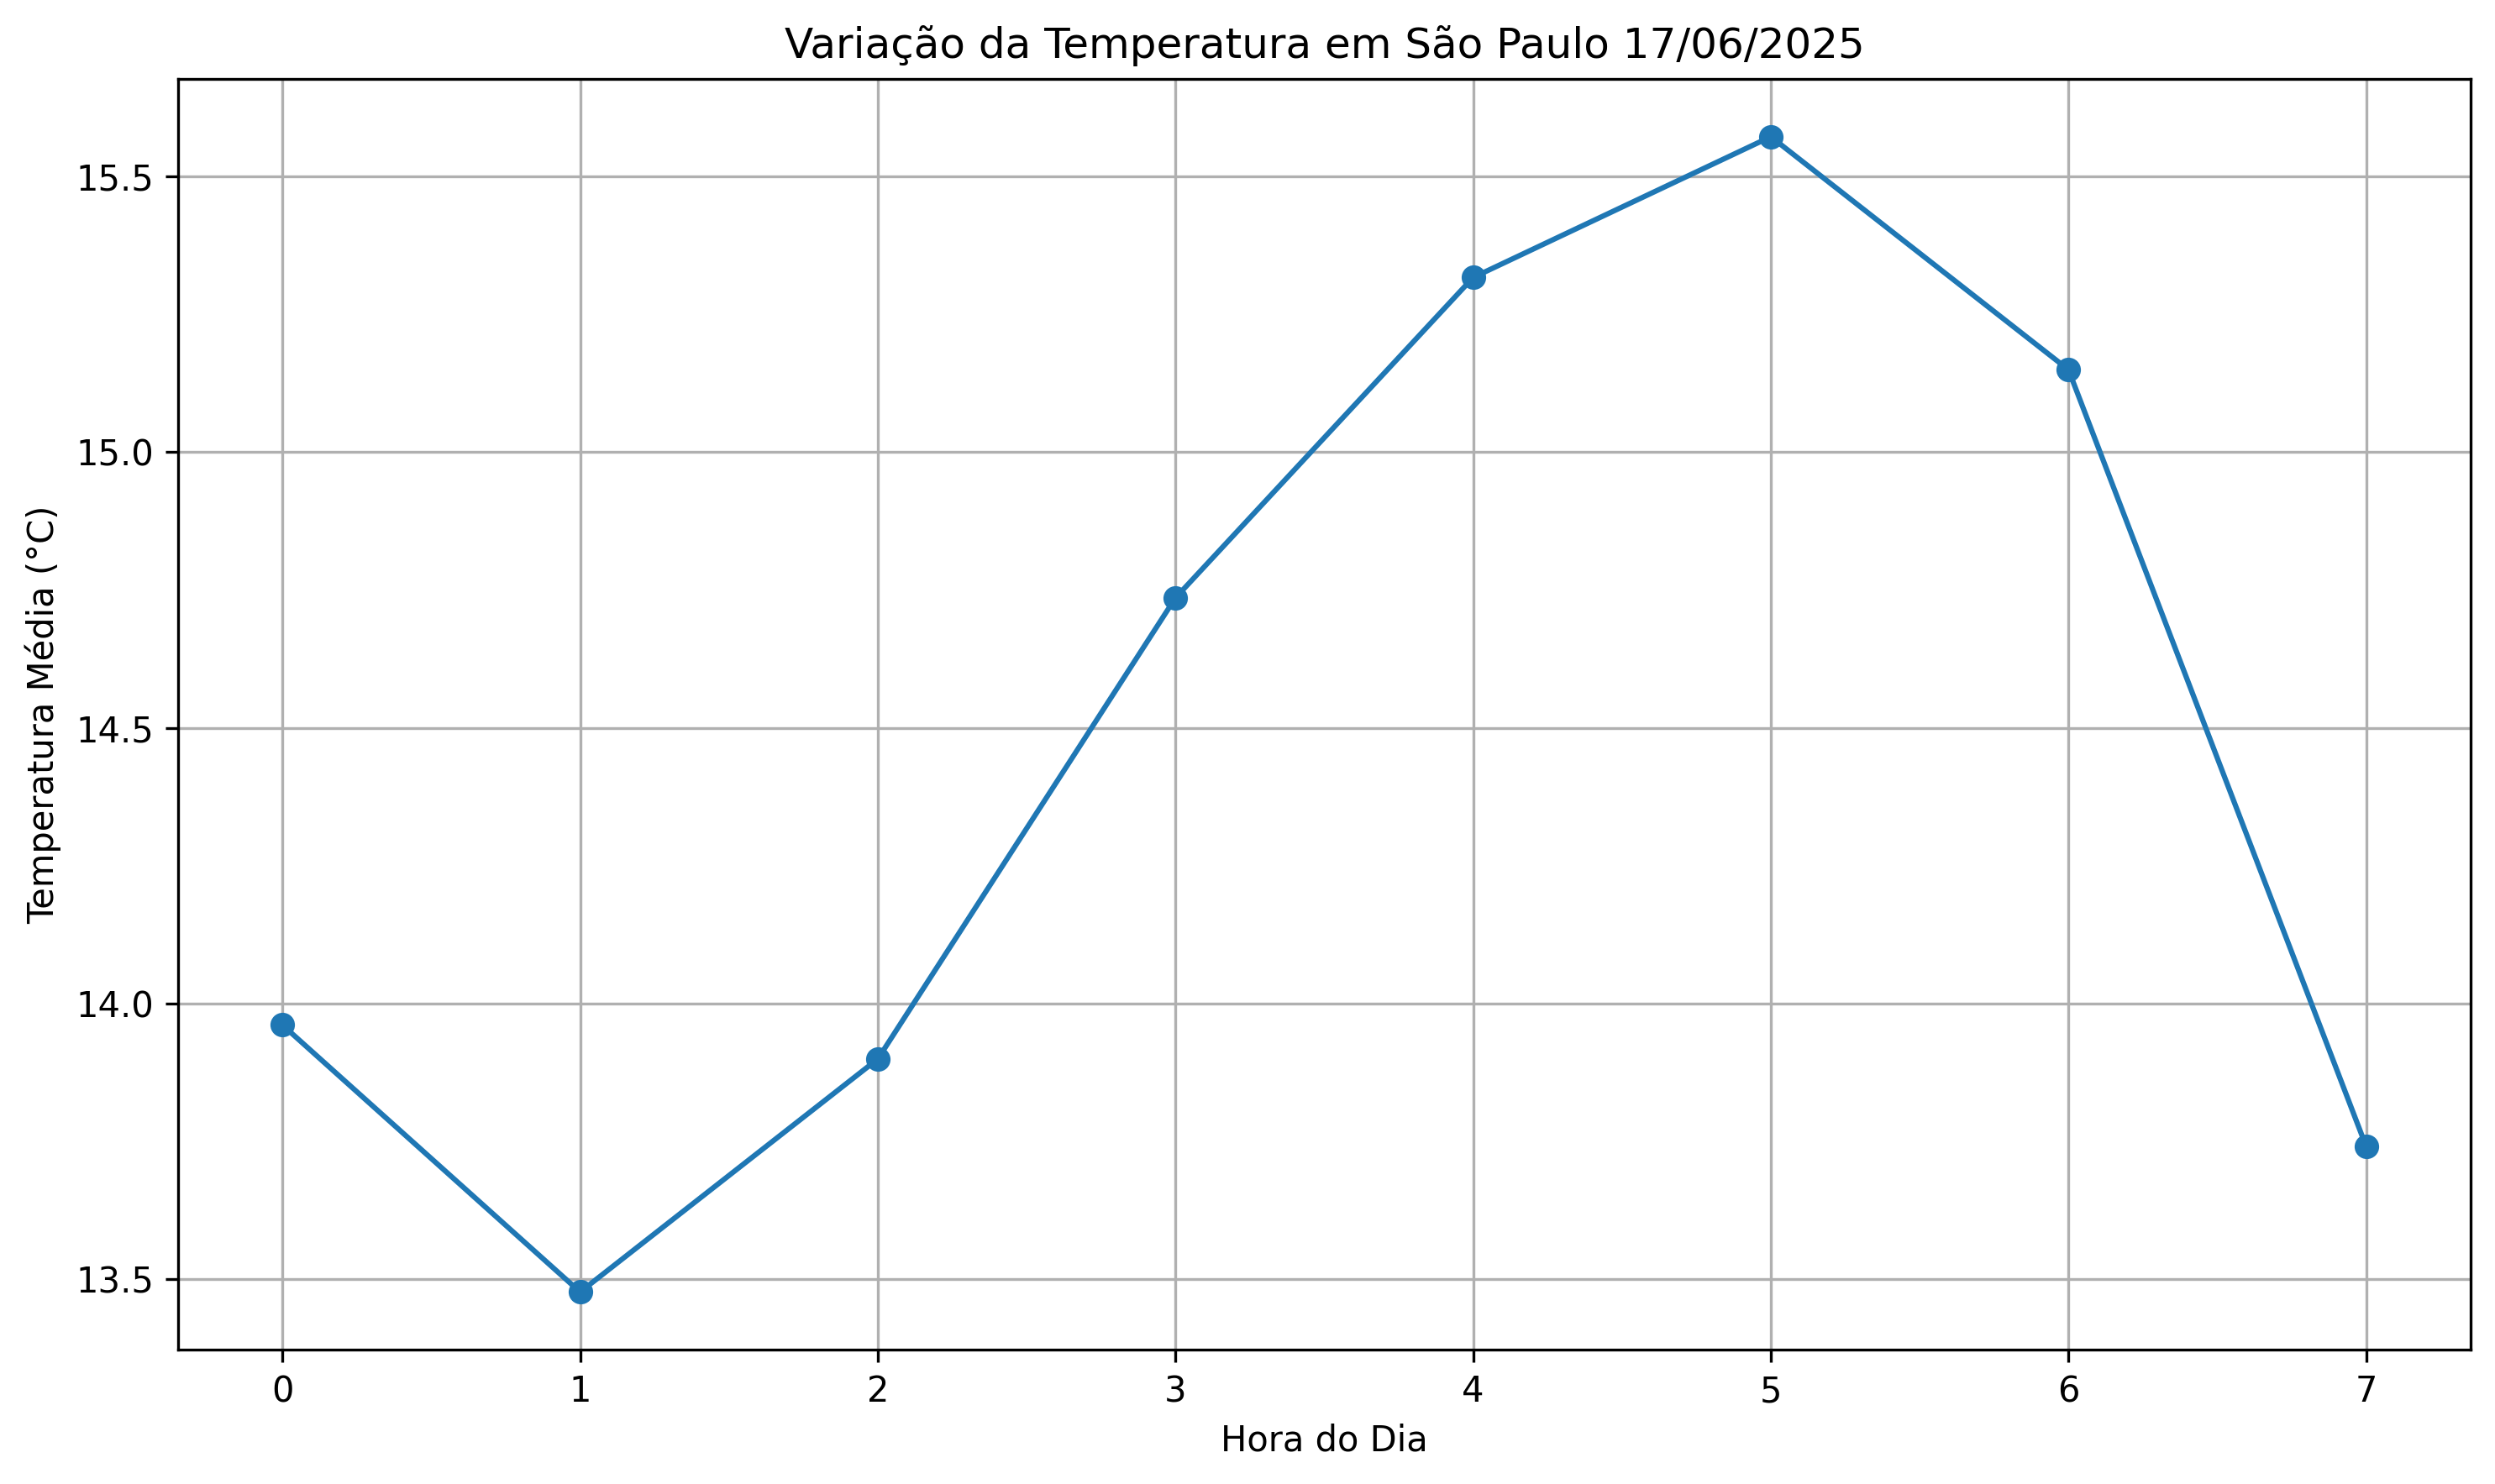 Variação da Temperatura em São Paulo 17/06/2025
15.5
15.0
14.5
14.0
13.5
Temperatura Média (°C)
0 1 2 3 4 5 6 7
Hora do Dia